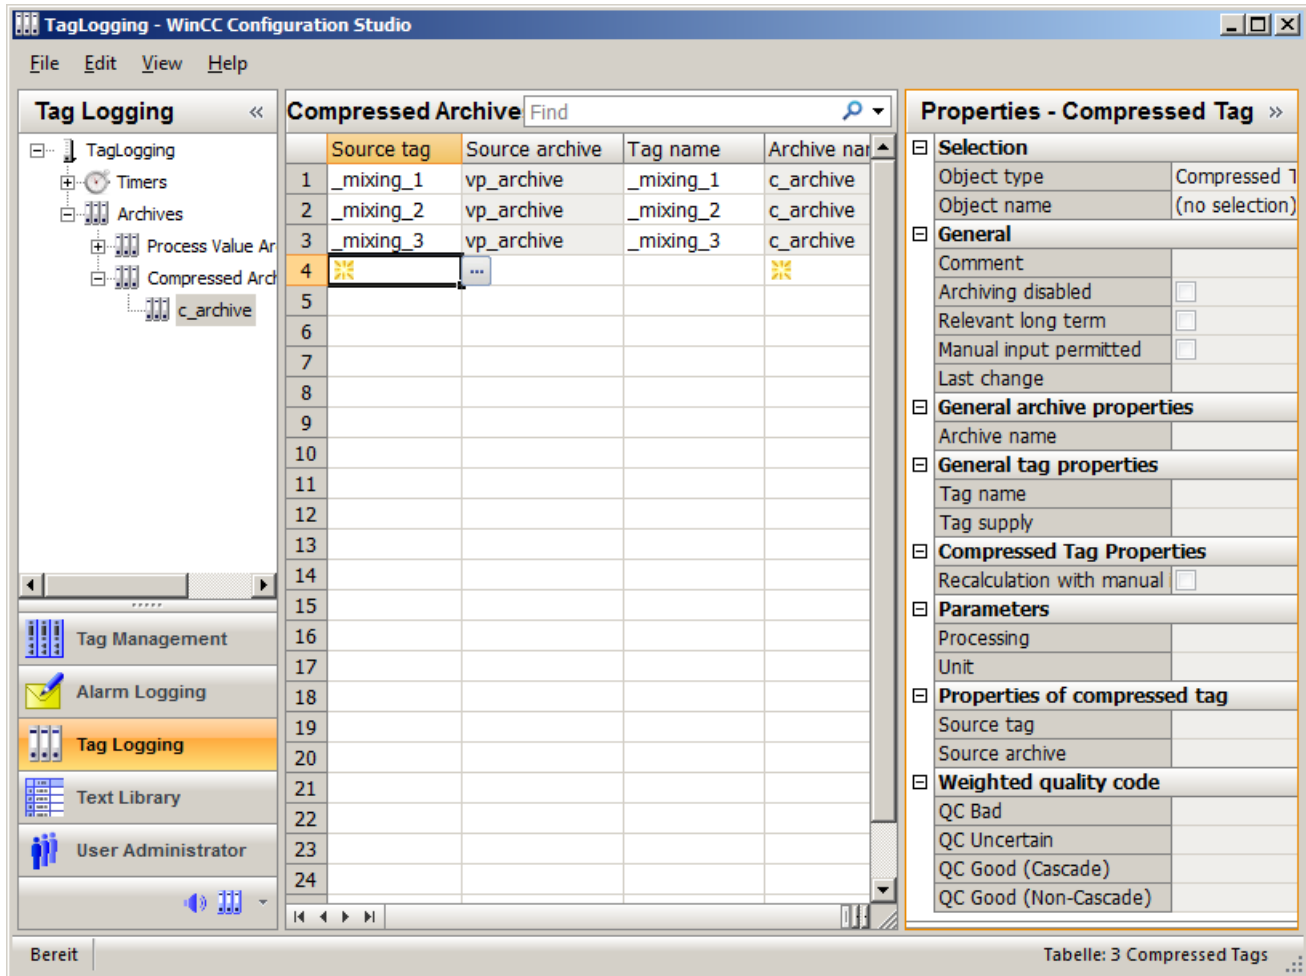 TagLogging - WinCC Configuration Studio
File Edit View Help
Tag Logging «
TagLogging
Timers
Archives
Process Value Ar
Compressed Arch
c_archive
Tag Management
Alarm Logging
Tag Logging
Text Library
User Administrator
Compressed Archive Find
Source tag Source archive Tag name Archive nar
1 _mixing_1 vp_archive _mixing_1 c_archive
2 _mixing_2 vp_archive _mixing_2 c_archive
3 _mixing_3 vp_archive _mixing_3 c_archive
4 ...
5
6
7
8
9
10
11
12
13
14
15
16
17
18
19
20
21
22
23
24
Properties - Compressed Tag »
Selection
Object type Compressed T
Object name (no selection)
General
Comment
Archiving disabled
Relevant long term
Manual input permitted
Last change
General archive properties
Archive name
General tag properties
Tag name
Tag supply
Compressed Tag Properties
Recalculation with manual
Parameters
Processing
Unit
Properties of compressed tag
Source tag
Source archive
Weighted quality code
QC Bad
QC Uncertain
QC Good (Cascade)
QC Good (Non-Cascade)
Bereit Tabelle: 3 Compressed Tags